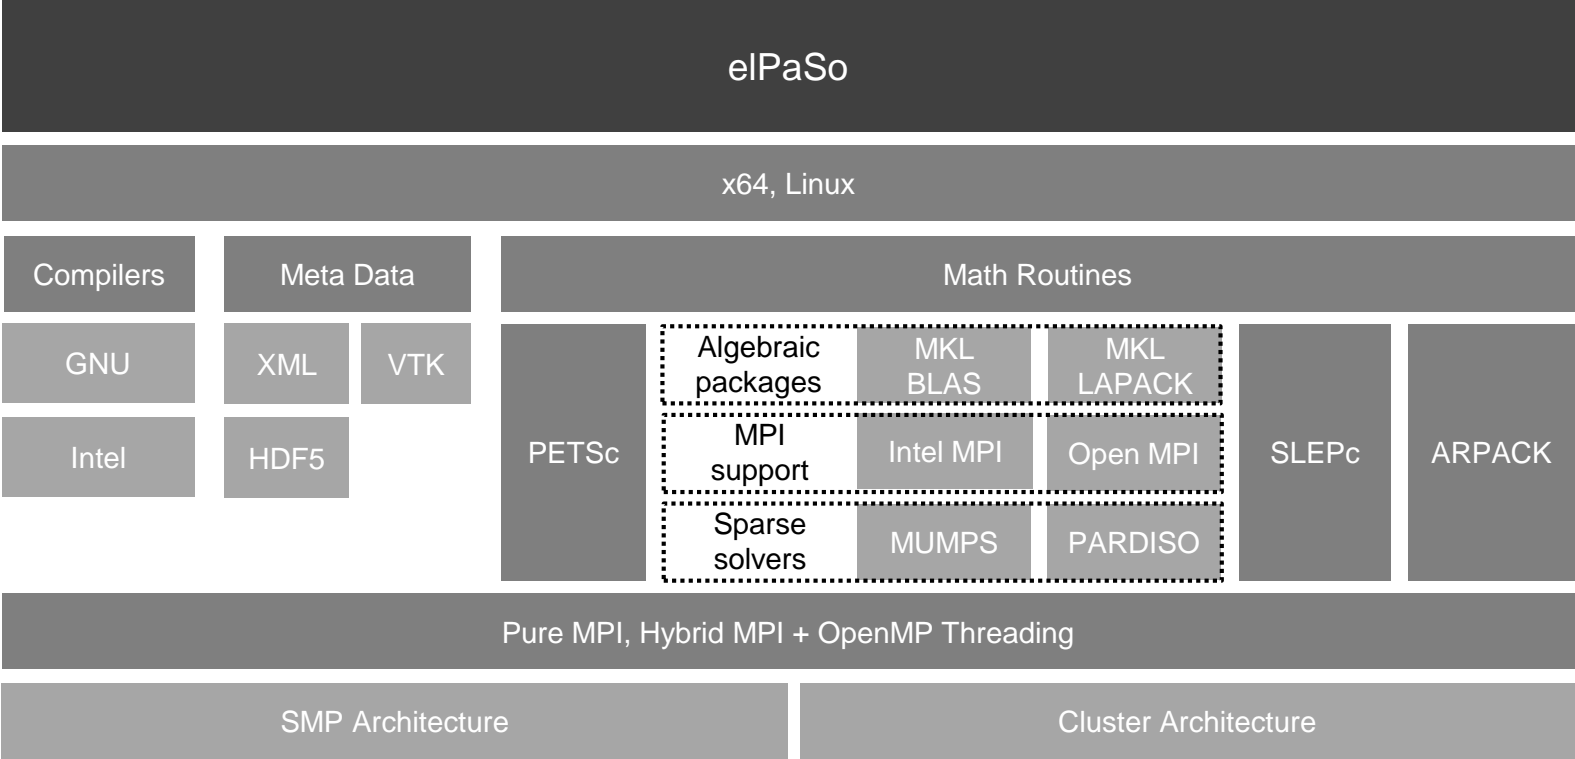 elPaSo
x64, Linux
Compilers
Meta Data
Math Routines
GNU
XML
VTK
Intel
HDF5
PETSc
Algebraic
packages
MKL
BLAS
MKL
LAPACK
MPI
support
Intel MPI
Open MPI
Sparse
solvers
MUMPS
PARDISO
SLEPc
ARPACK
Pure MPI, Hybrid MPI + OpenMP Threading
SMP Architecture
Cluster Architecture